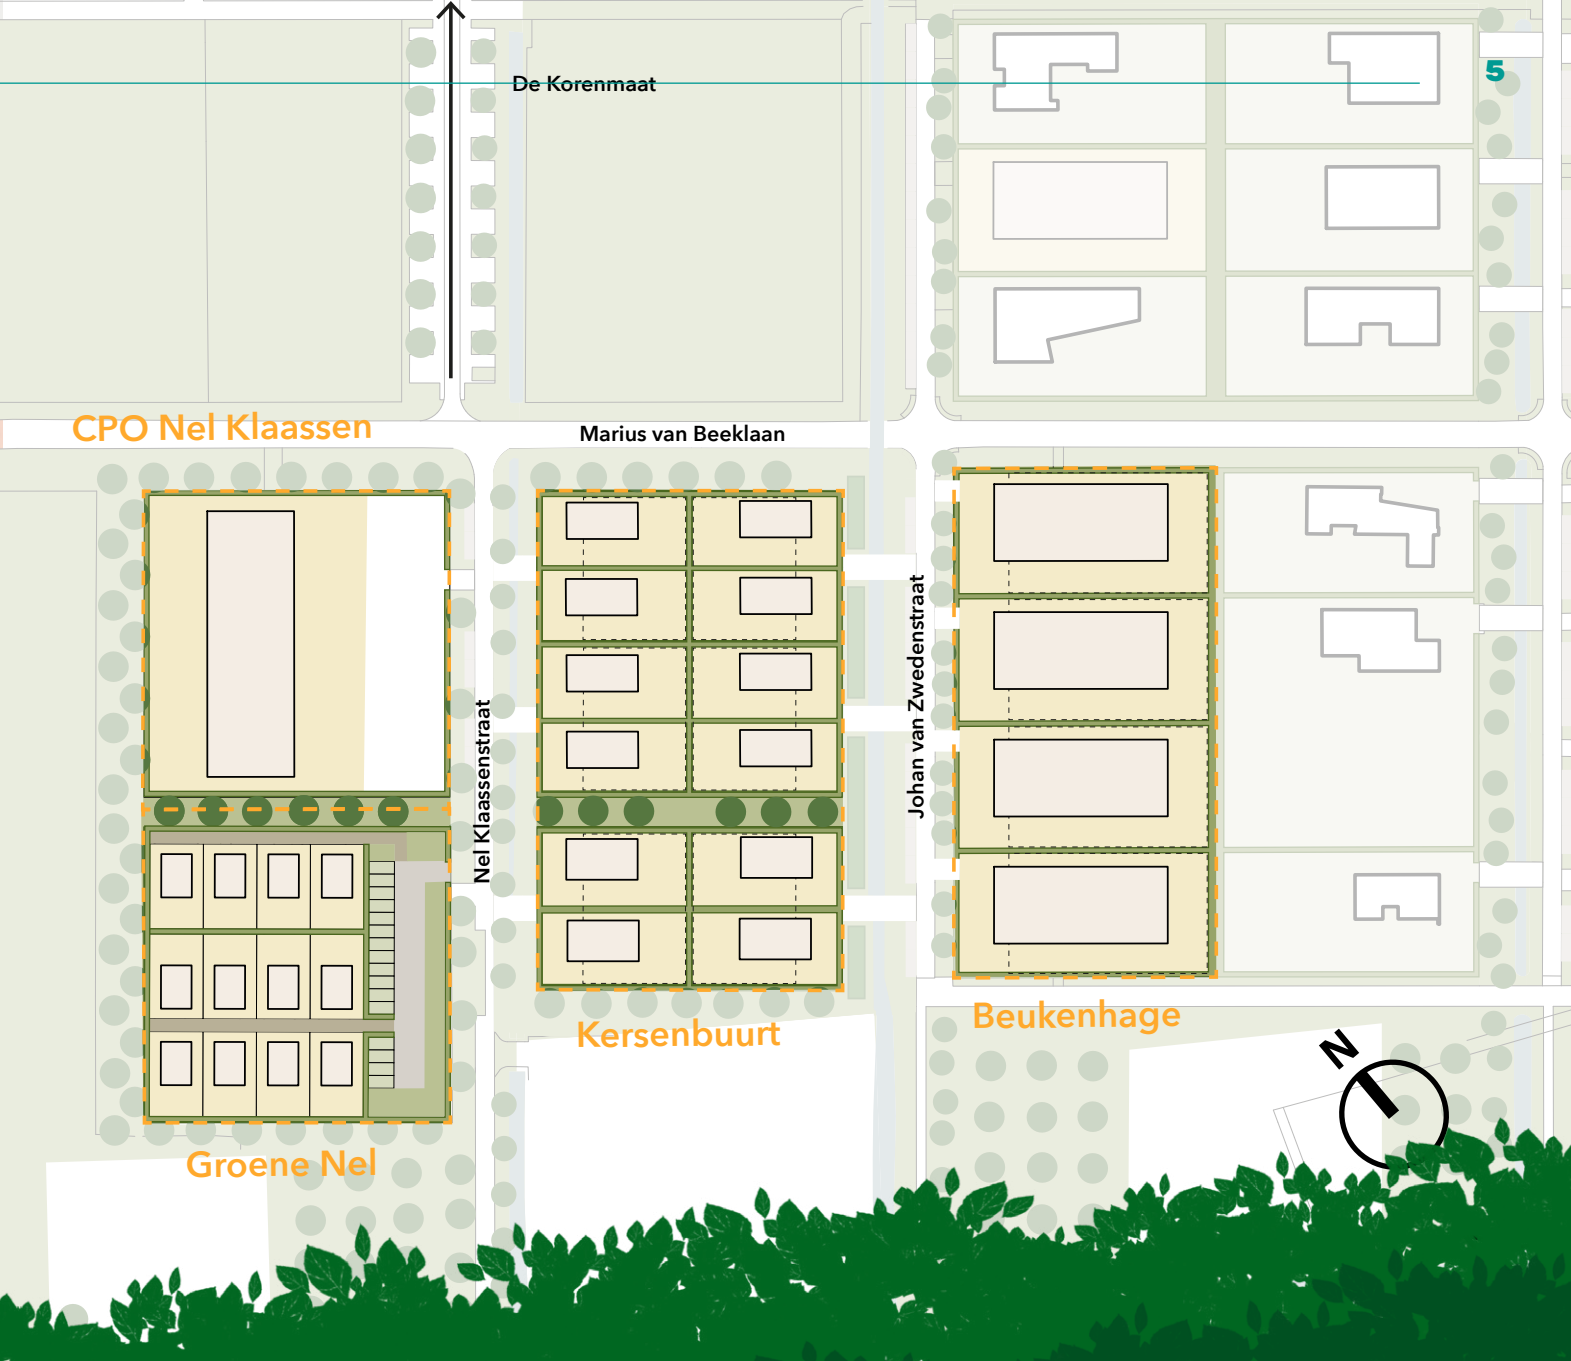 De Korenmaat
5
CPO Nel Klaassen
Marius van Beeklaan
Nel Klaassenstraat
Johan van Zwedenstraat
Kersenbuurt
Beukenhage
N
Groene Nel